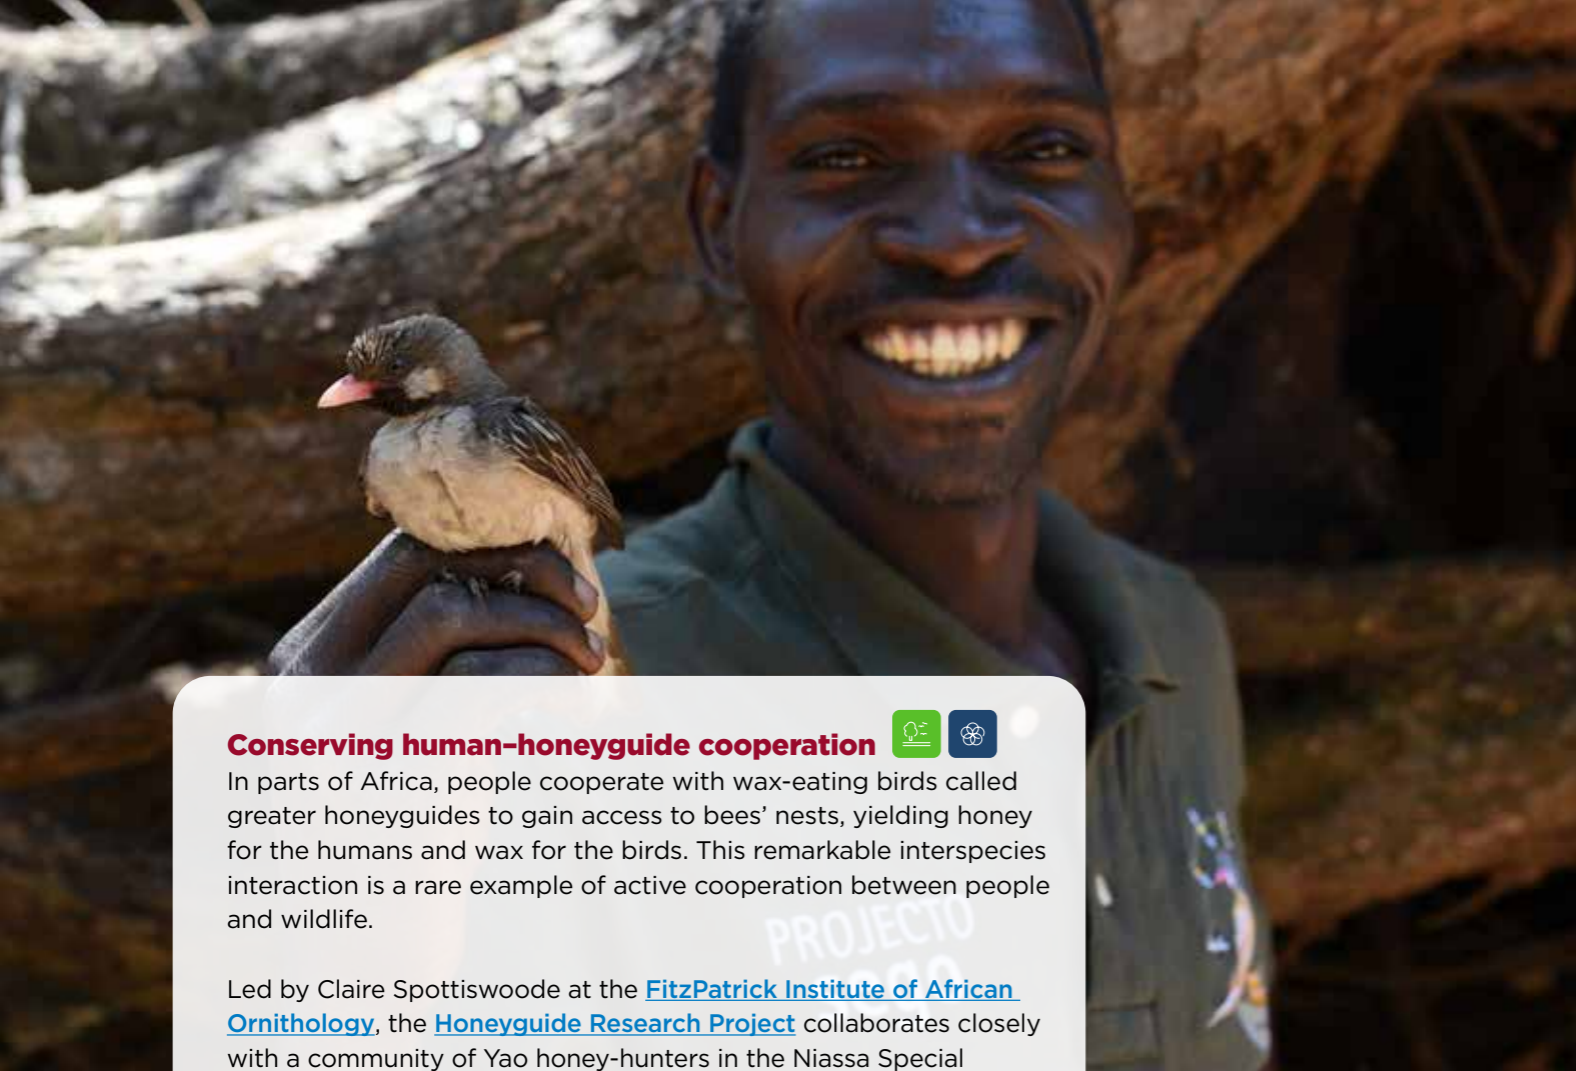 Conserving human–honeyguide cooperation
In parts of Africa, people cooperate with wax-eating birds called
greater honeyguides to gain access to bees’ nests, yielding honey
for the humans and wax for the birds. This remarkable interspecies
interaction is a rare example of active cooperation between people
and wildlife.
PROJECTO
sego
Led by Claire Spottiswoode at the FitzPatrick Institute of African
Ornithology, the Honeyguide Research Project collaborates closely
with a community of Yao honey-hunters in the Niassa Special